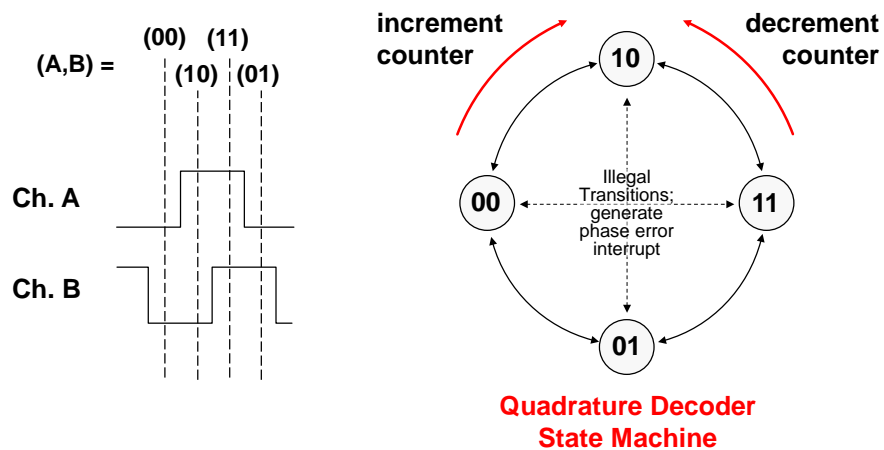 (A,B) =
(00)
(11)
(10)
(01)
Ch. A
Ch. B
increment
counter
decrement
counter
10
00
11
01
Illegal
Transitions;
generate
phase error
interrupt
Quadrature Decoder
State Machine